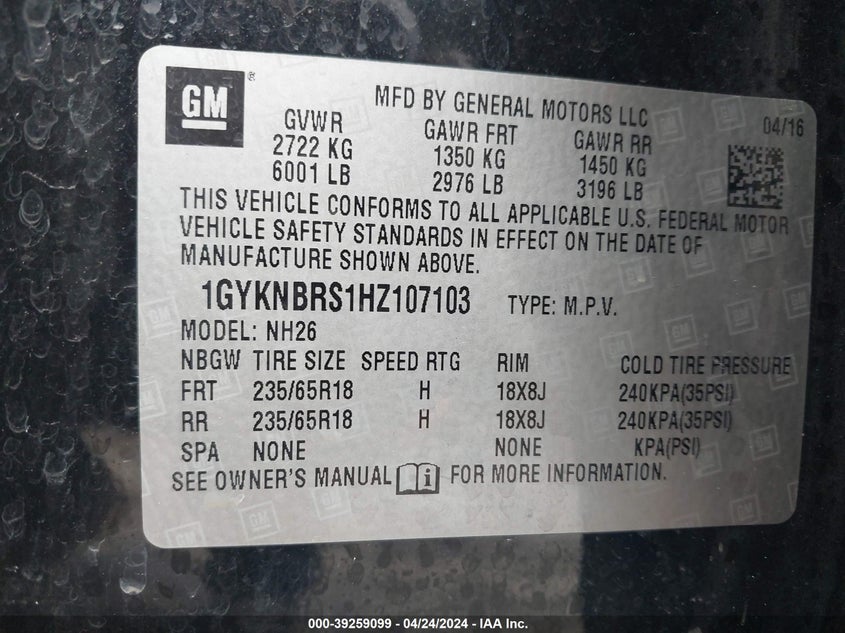 GM ®
MFD BY GENERAL MOTORS LLC
04/16
GVWR GAWR FRT GAWR RR
2722 KG 1350 KG 1450 KG
6001 LB 2976 LB 3196 LB
THIS VEHICLE CONFORMS TO ALL APPLICABLE U.S. FEDERAL MOTOR
VEHICLE SAFETY STANDARDS IN EFFECT ON THE DATE OF
MANUFACTURE SHOWN ABOVE.
1GYKNBRS1HZ107103 TYPE: M.P.V.
MODEL: NH26
NBGW TIRE SIZE SPEED RTG RIM COLD TIRE PRESSURE
FRT 235/65R18 H 18X8J 240KPA(35PSI)
RR 235/65R18 H 18X8J 240KPA(35PSI)
SPA NONE NONE KPA(PSI)
SEE OWNER'S MANUAL i FOR MORE INFORMATION.
000-39259099 - 04/24/2024 - IAA Inc.